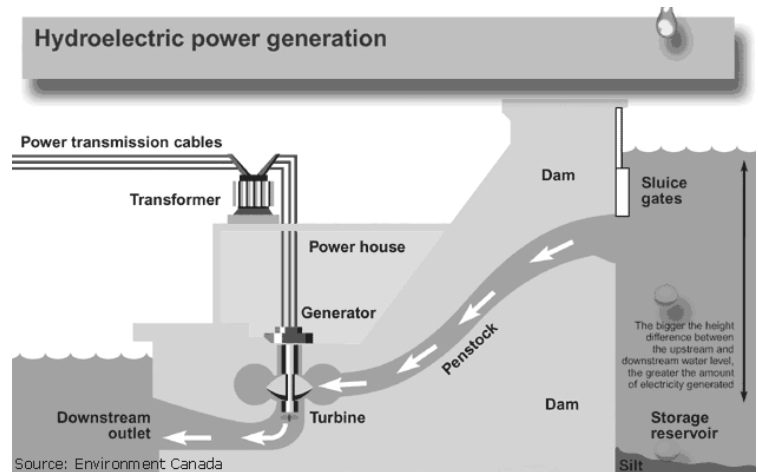 Hydroelectric power generation
Power transmission cables
Transformer
Dam
Sluice
gates
Power house
Generator
The bigger the height
difference between
the upstream and
downstream water level,
the greater the amount
of electricity generated
Penstock
Dam
Turbine
Downstream
outlet
Storage
reservoir
Source: Environment Canada
Silt